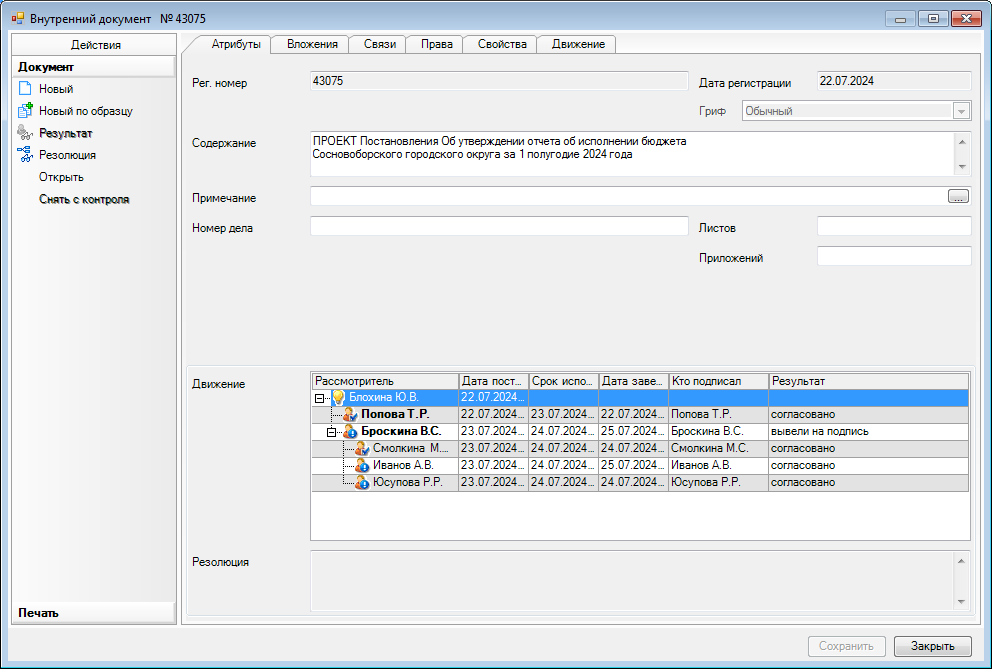 Внутренний документ № 43075
Действия
Документ
Новый
Новый по образцу
Результат
Резолюция
Открыть
Снять с контроля
Печать
Атрибуты Вложения Связи Права Свойства Движение
Рег. номер 43075 Дата регистрации 22.07.2024
Гриф Обычный
Содержание ПРОЕКТ Постановления Об утверждении отчета об исполнении бюджета
Сосновоборского городского округа за 1 полугодие 2024 года
Примечание ...
Номер дела Листов
Приложений
Движение
Рассмотритель Дата пост... Срок испо... Дата заве... Кто подписал Результат
Блохина Ю.В. 22.07.2024...
Попова Т.Р. 22.07.2024... 23.07.2024... 22.07.2024... Попова Т.Р. согласовано
Броскина В.С. 23.07.2024... 24.07.2024... 25.07.2024... Броскина В.С. вывели на подпись
Смолкина М... 23.07.2024... 24.07.2024... 24.07.2024... Смолкина М.С. согласовано
Иванов А.В. 23.07.2024... 24.07.2024... 25.07.2024... Иванов А.В. согласовано
Юсупова Р.Р. 23.07.2024... 24.07.2024... 24.07.2024... Юсупова Р.Р. согласовано
Резолюция
Сохранить Закрыть